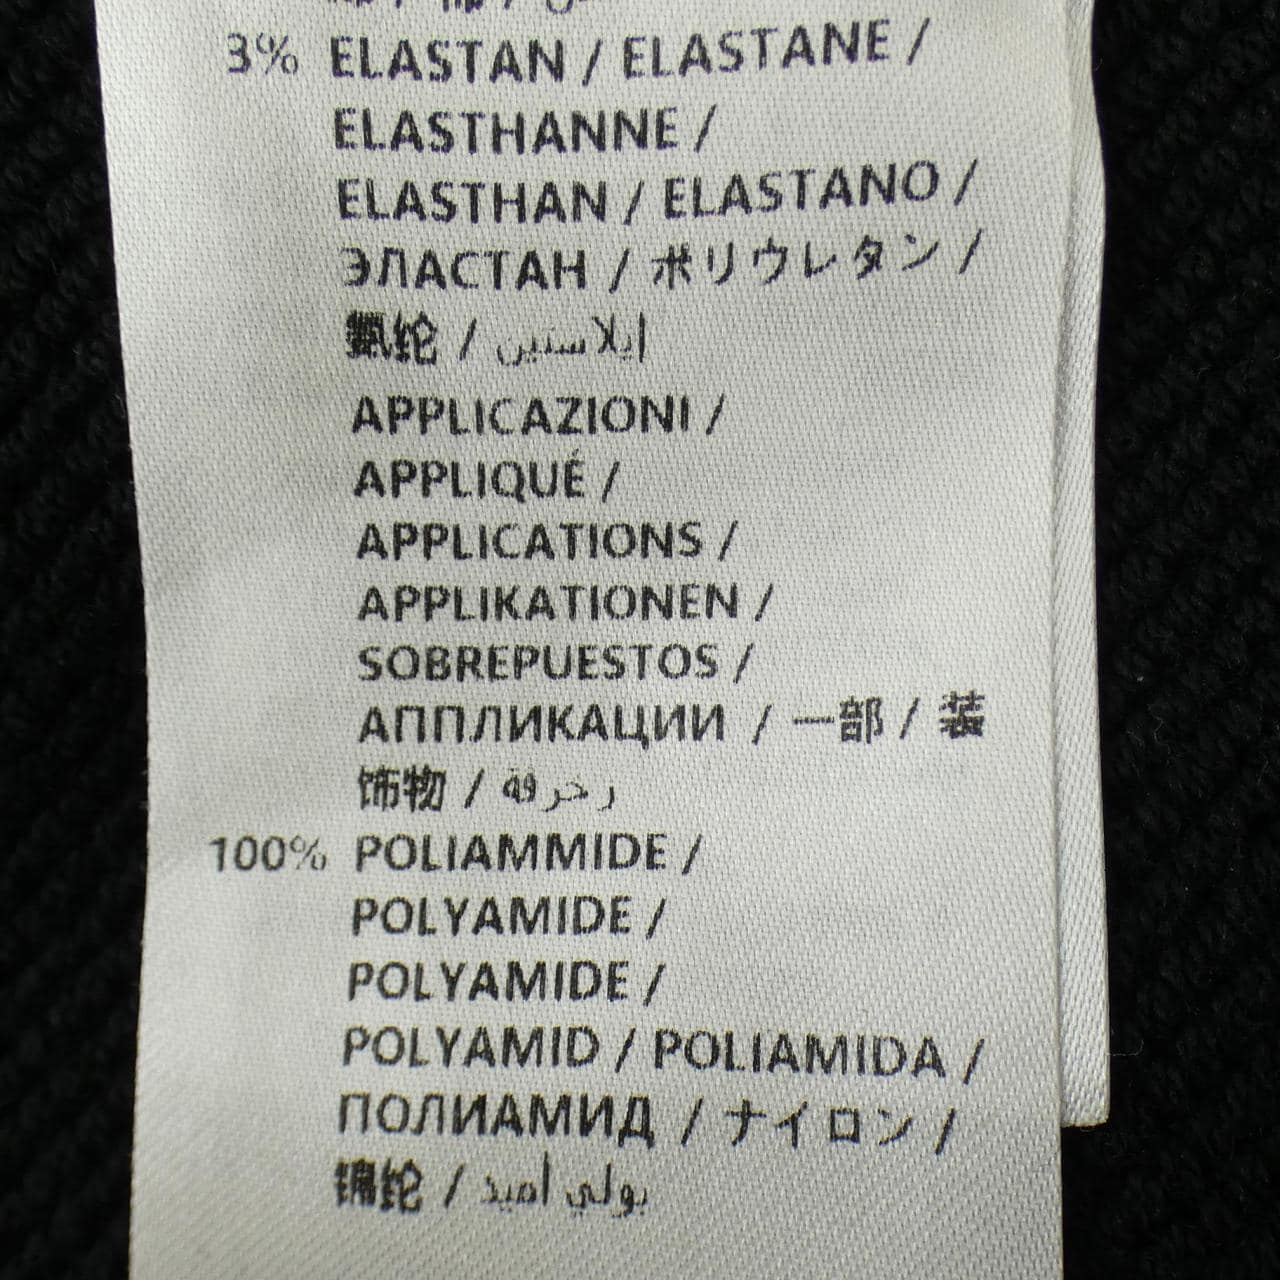 3% ELASTAN / ELASTANE /
ELASTHANNE /
ELASTHAN / ELASTANO /
ЭЛАСТАН / ポリウレタン /
氨纶 / إيلاستين
APPLICAZIONI /
APPLIQUÉ /
APPLICATIONS /
APPLIKATIONEN /
SOBREPUESTOS /
АППЛИКАЦИИ / 一部 / 装
饰物 / زخرفة
100% POLIAMMIDE /
POLYAMIDE /
POLYAMIDE /
POLYAMID / POLIAMIDA /
ПОЛИАМИД / ナイロン /
锦纶 / بولي أميد